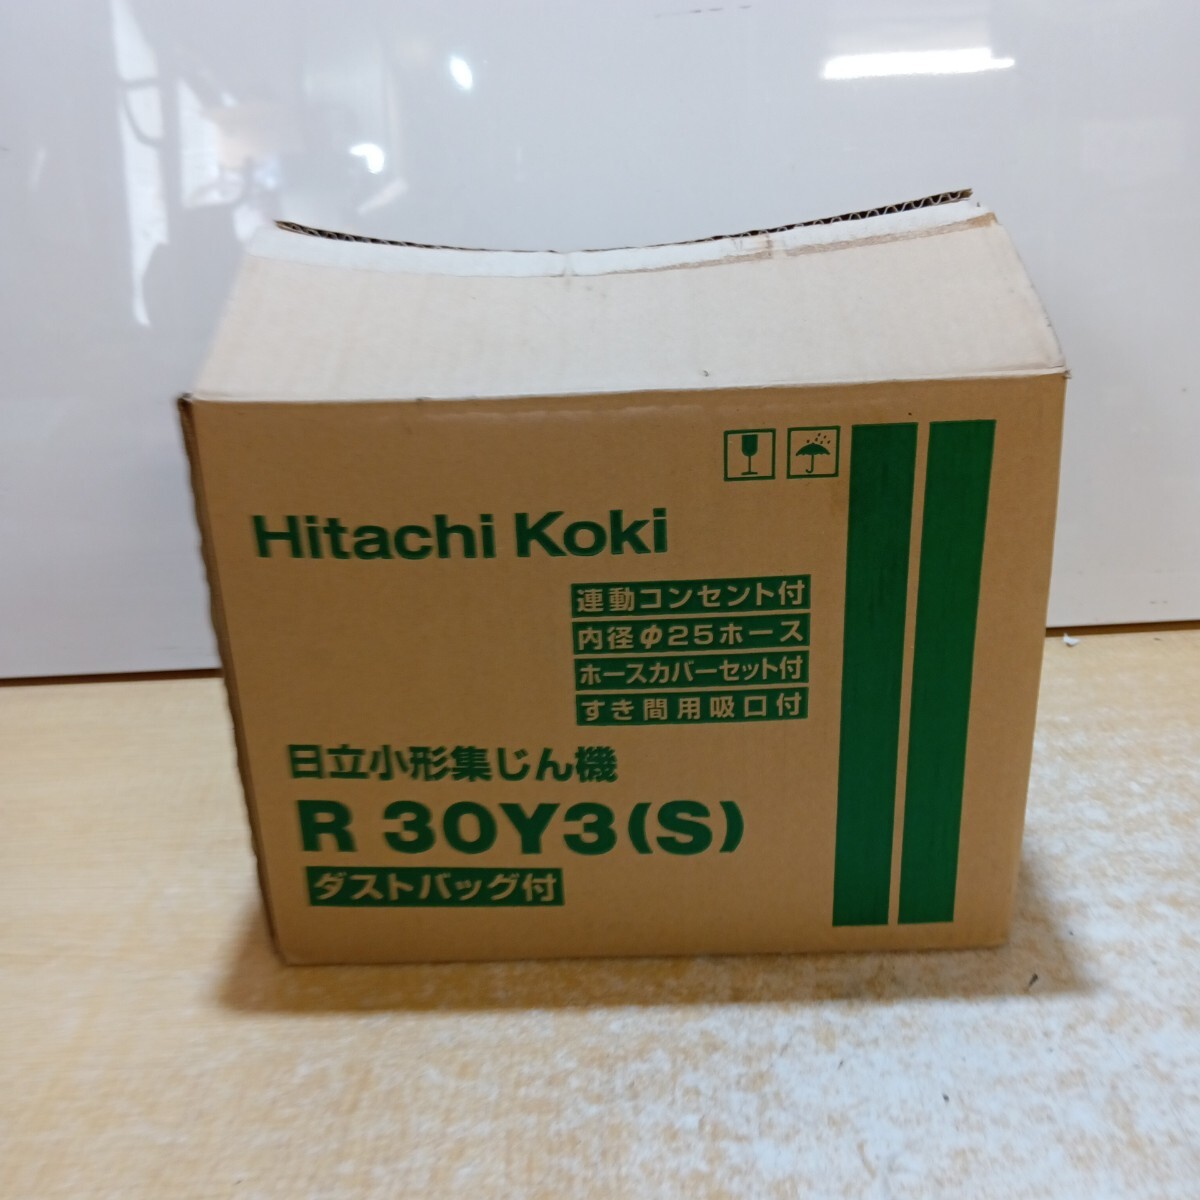 Hitachi Koki
連動コンセント付
内径φ25ホース
ホースカバーセット付
すき間用吸口付
日立小形集じん機
R 30Y3(S)
ダストバッグ付